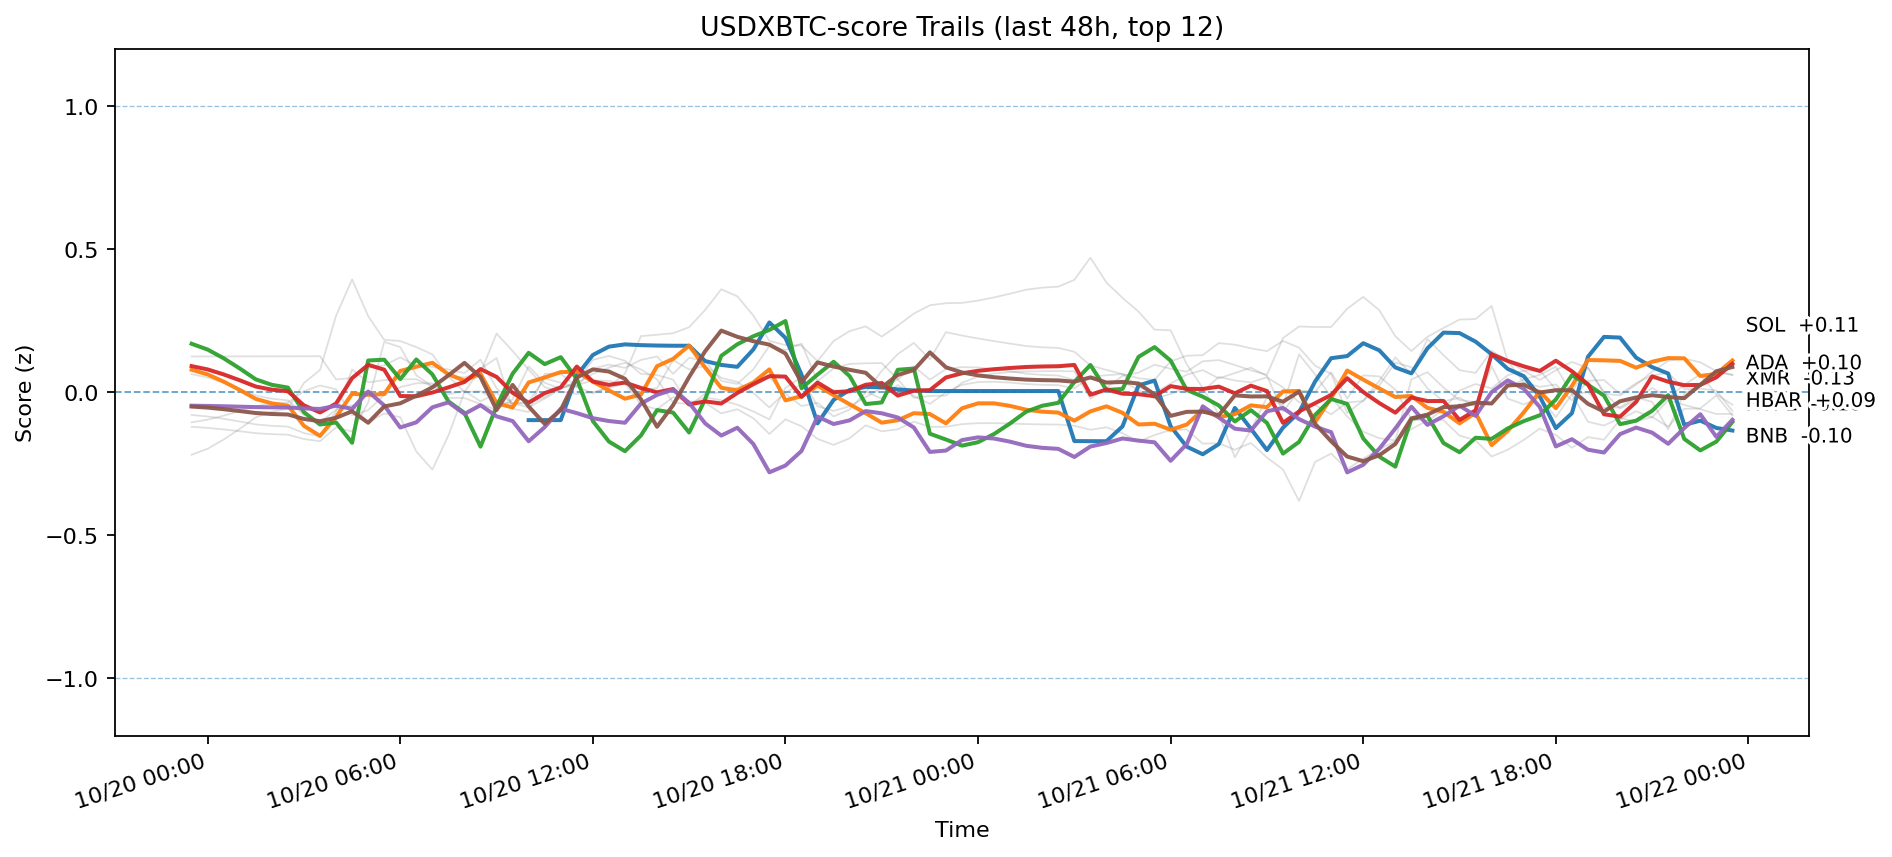 USDXBTC-score Trails (last 48h, top 12)
Score (z)
1.0
0.5
0.0
−0.5
−1.0
SOL +0.11
ADA +0.10
XMR -0.13
HBAR +0.09
BNB -0.10
10/20 00:00
10/20 06:00
10/20 12:00
10/20 18:00
10/21 00:00
10/21 06:00
10/21 12:00
10/21 18:00
10/22 00:00
Time